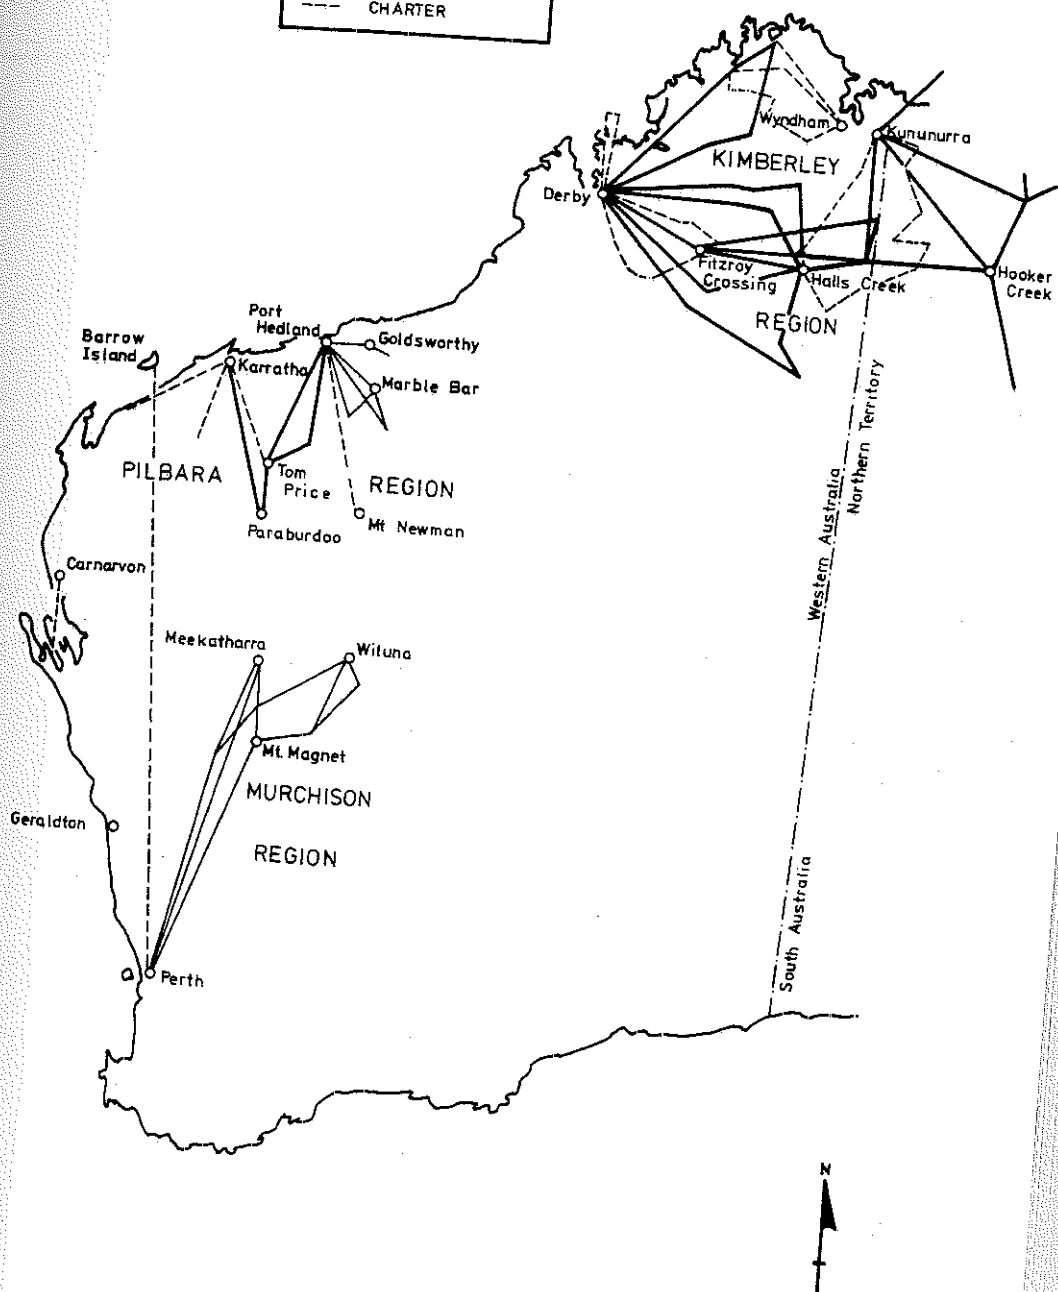 CHARTER
Wyndham
Kununurra
KIMBERLEY
Derby
Fitzroy
Crossing
Halls Creek
Hooker
Creek
REGION
Port
Hedland
Goldsworthy
Barrow
Island
Karratha
Marble Bar
PILBARA
Tom
Price
REGION
Paraburdoo
Mt Newman
Western Australia
Northern Territory
Carnarvon
Meekatharra
Wiluna
Mt. Magnet
MURCHISON
REGION
Geraldton
South Australia
Perth
N